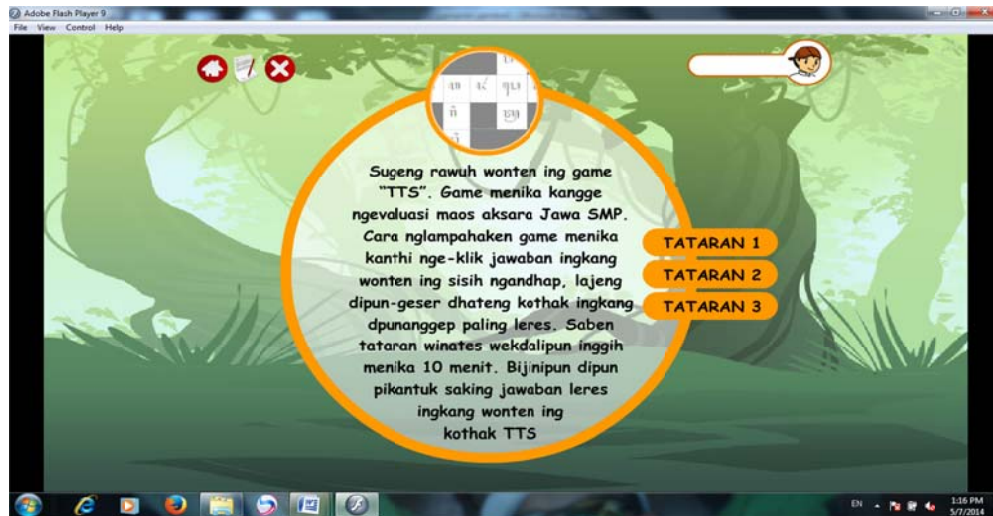 Adobe Flash Player 9
File View Control Help
Sugeng rawuh wonten ing game
“TTS”. Game menika kangge
ngevaluasi maos aksara Jawa SMP.
Cara nglampahaken game menika
kanthi nge-klik jawaban ingkang
wonten ing sisih ngandhap, lajeng
dipun-geser dhateng kothak ingkang
dpunanggep paling leres. Saben
tataran winates wekdalipun inggih
menika 10 menit. Bijinipun dipun
pikantuk saking jawaban leres
ingkang wonten ing
kothak TTS
TATARAN 1
TATARAN 2
TATARAN 3
EN
1:16 PM
5/7/2014